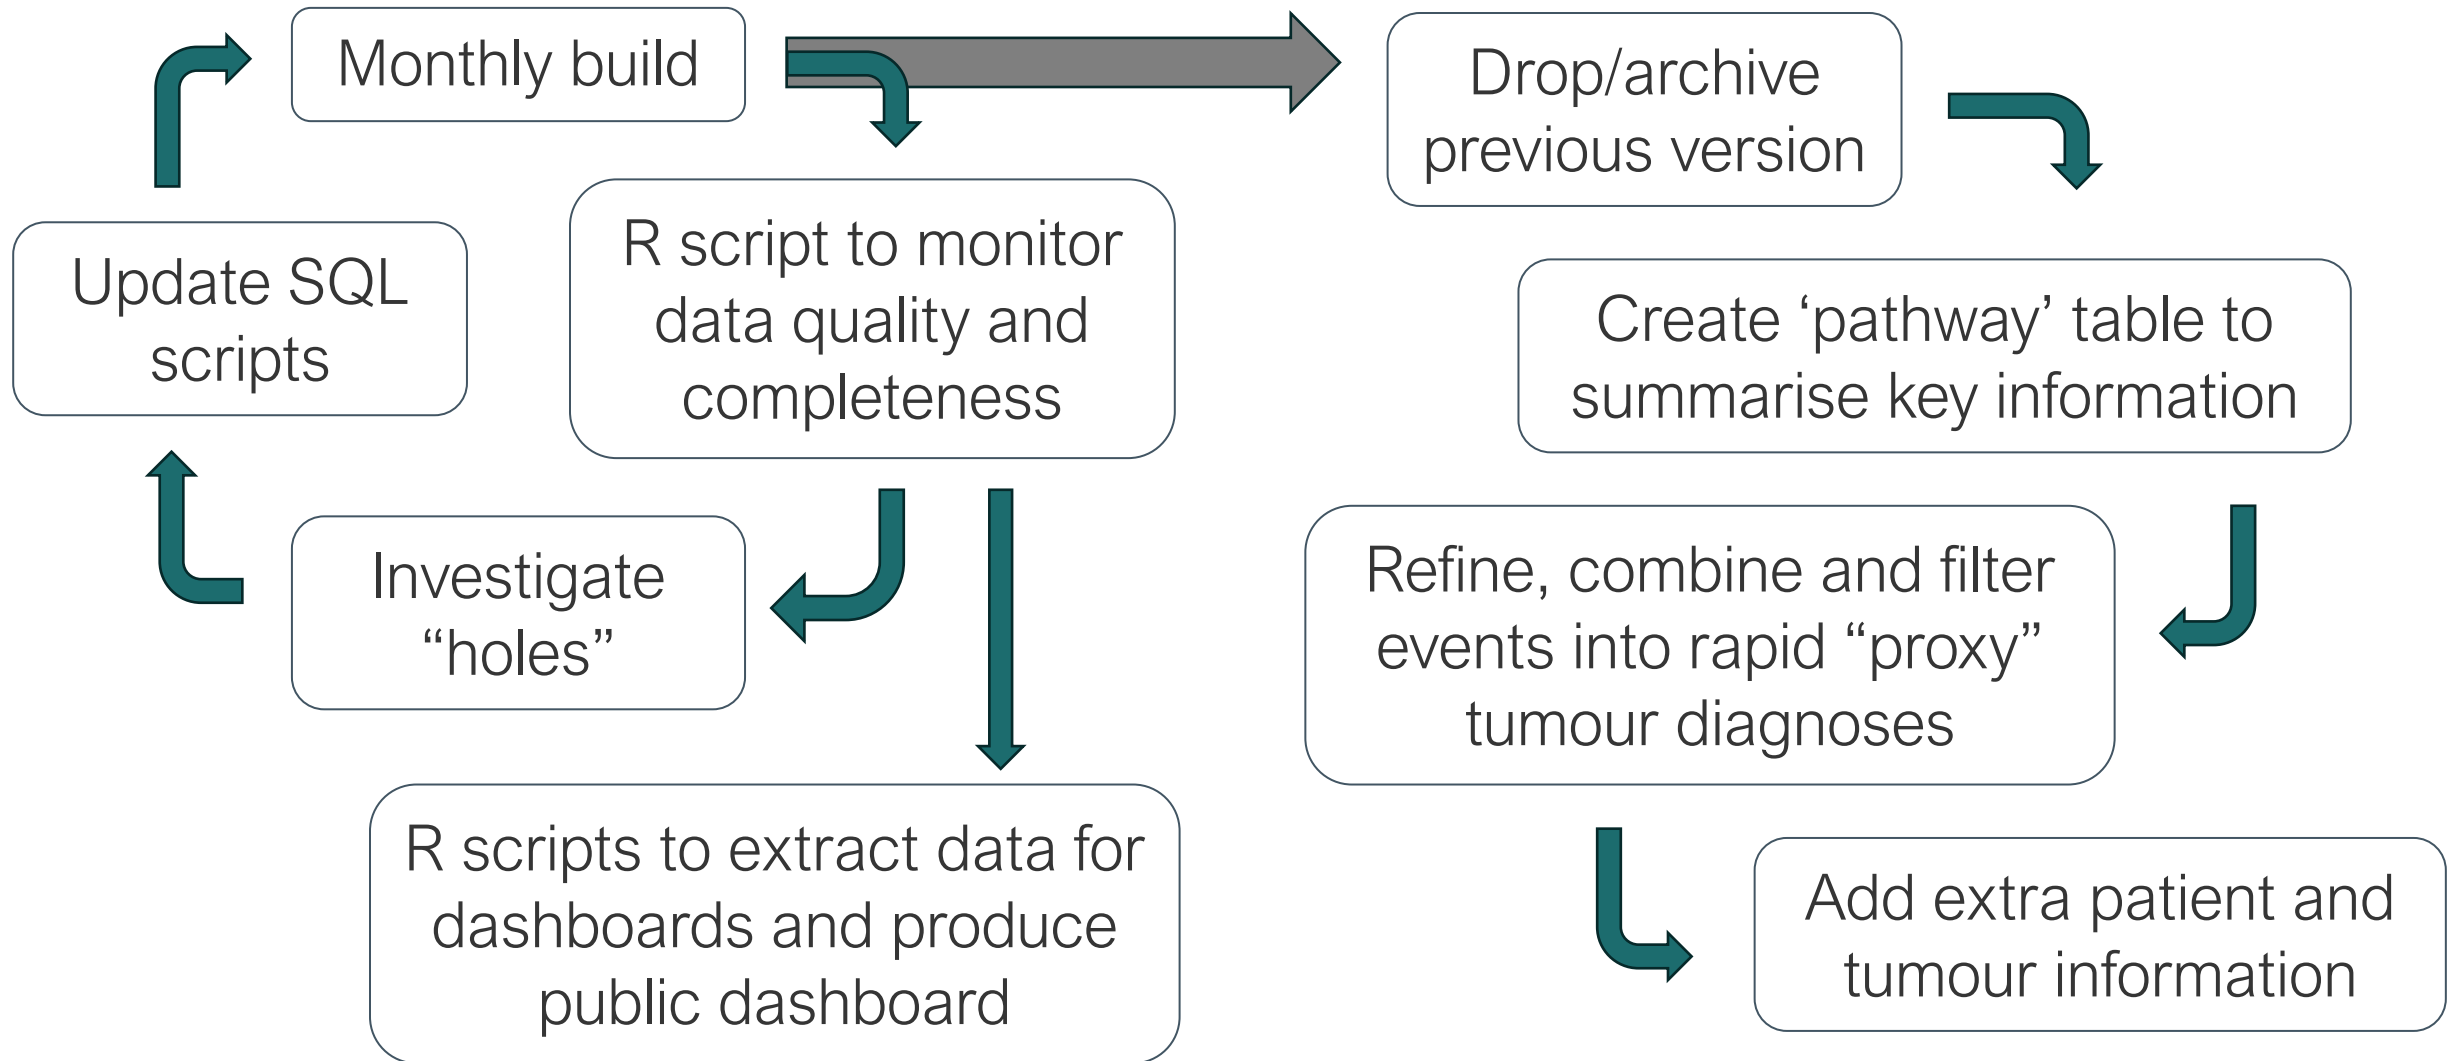 Monthly build
Drop/archive
previous version
Update SQL
scripts
R script to monitor
data quality and
completeness
Create ‘pathway’ table to
summarise key information
Investigate
“holes”
Refine, combine and filter
events into rapid “proxy”
tumour diagnoses
R scripts to extract data for
dashboards and produce
public dashboard
Add extra patient and
tumour information